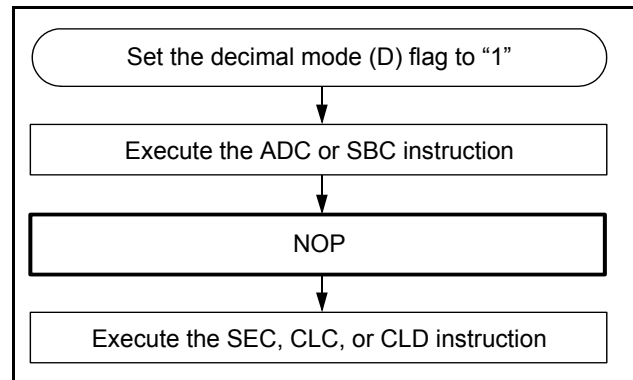 Set the decimal mode (D) flag to “1”
Execute the ADC or SBC instruction
NOP
Execute the SEC, CLC, or CLD instruction